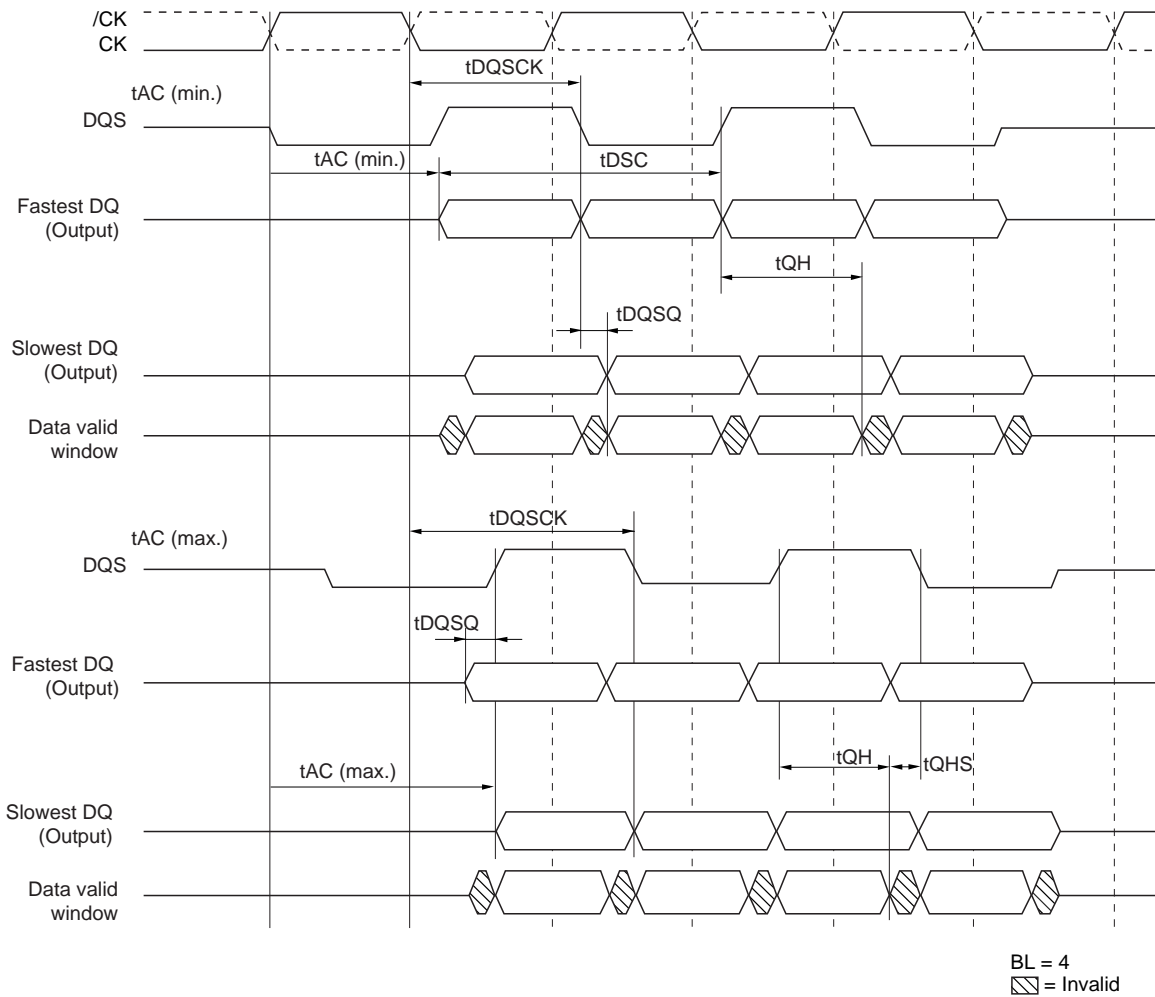 /CK
CK
tDQSCK
tAC (min.)
DQS
tAC (min.)
tDSC
Fastest DQ
(Output)
tQH
tDQSQ
Slowest DQ
(Output)
Data valid
window
tDQSCK
tAC (max.)
DQS
tDQSQ
Fastest DQ
(Output)
tQH
tQHS
tAC (max.)
Slowest DQ
(Output)
Data valid
window
BL = 4
= Invalid